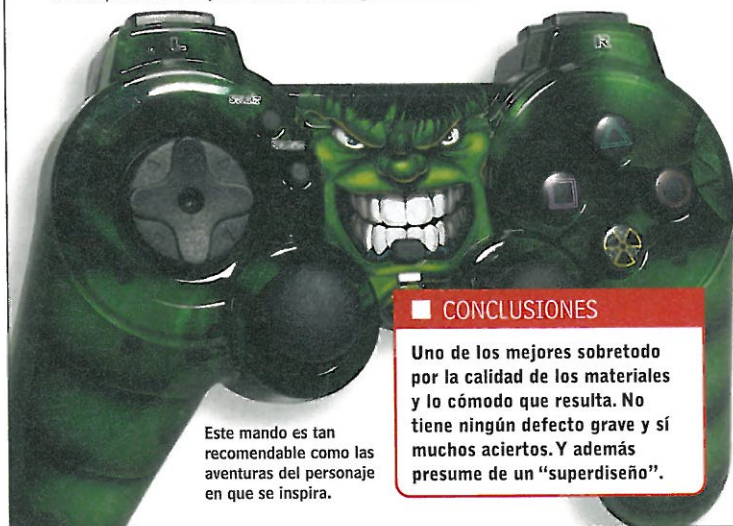 L
R
SELECT
CONCLUSIONES
Uno de los mejores sobretodo
por la calidad de los materiales
y lo cómodo que resulta. No
tiene ningún defecto grave y sí
muchos aciertos. Y además
presume de un “superdiseño”.
Este mando es tan
recomendable como las
aventuras del personaje
en que se inspira.